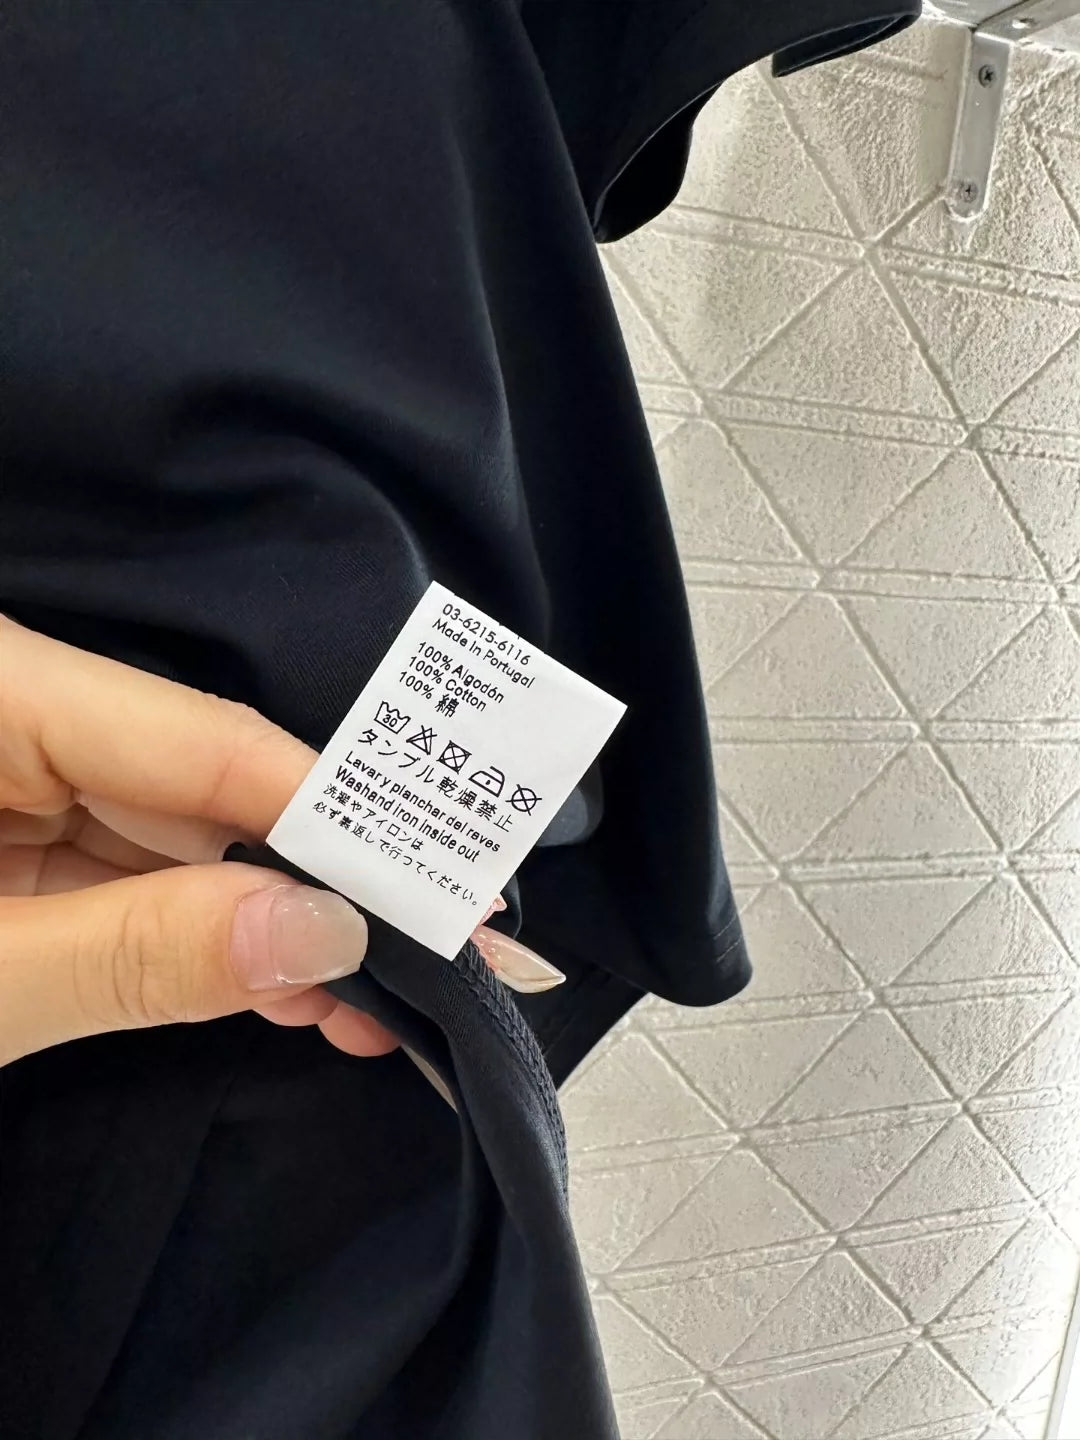 03-6215-6116
Made In Portugal
100% Algodón
100% Cotton
100% 綿
30
タンブル乾燥禁止
Lavar y planchar del reves
Washand iron inside out
洗濯やアイロンは
必ず裏返しで行ってください。